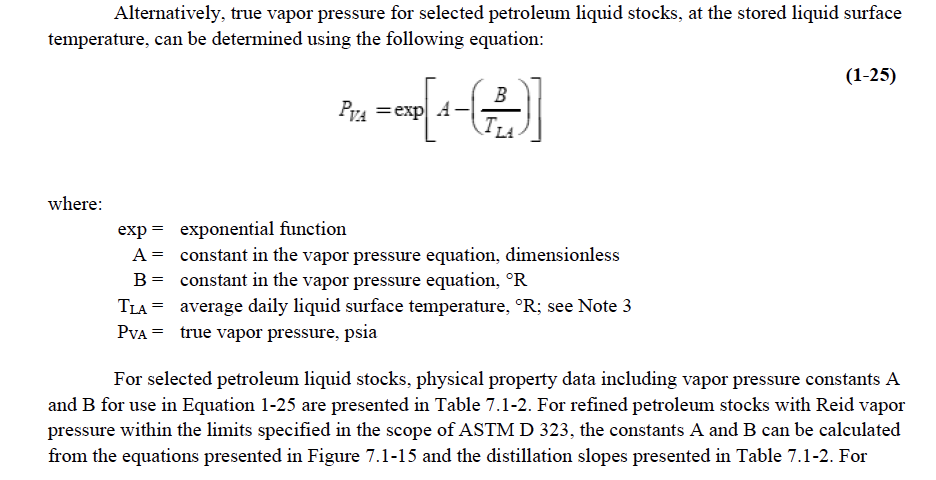 Alternatively, true vapor pressure for selected petroleum liquid stocks, at the stored liquid surface
temperature, can be determined using the following equation:
(1-25)
P_VA = exp[A − (B / T_LA)]
where:
exp = exponential function
A = constant in the vapor pressure equation, dimensionless
B = constant in the vapor pressure equation, °R
TLA = average daily liquid surface temperature, °R; see Note 3
PVA = true vapor pressure, psia
For selected petroleum liquid stocks, physical property data including vapor pressure constants A
and B for use in Equation 1-25 are presented in Table 7.1-2. For refined petroleum stocks with Reid vapor
pressure within the limits specified in the scope of ASTM D 323, the constants A and B can be calculated
from the equations presented in Figure 7.1-15 and the distillation slopes presented in Table 7.1-2. For